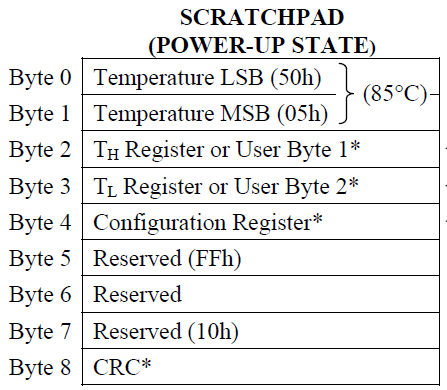 SCRATCHPAD
(POWER-UP STATE)
Byte 0 Temperature LSB (50h)
(85°C)
Byte 1 Temperature MSB (05h)
Byte 2 TH Register or User Byte 1*
Byte 3 TL Register or User Byte 2*
Byte 4 Configuration Register*
Byte 5 Reserved (FFh)
Byte 6 Reserved
Byte 7 Reserved (10h)
Byte 8 CRC*